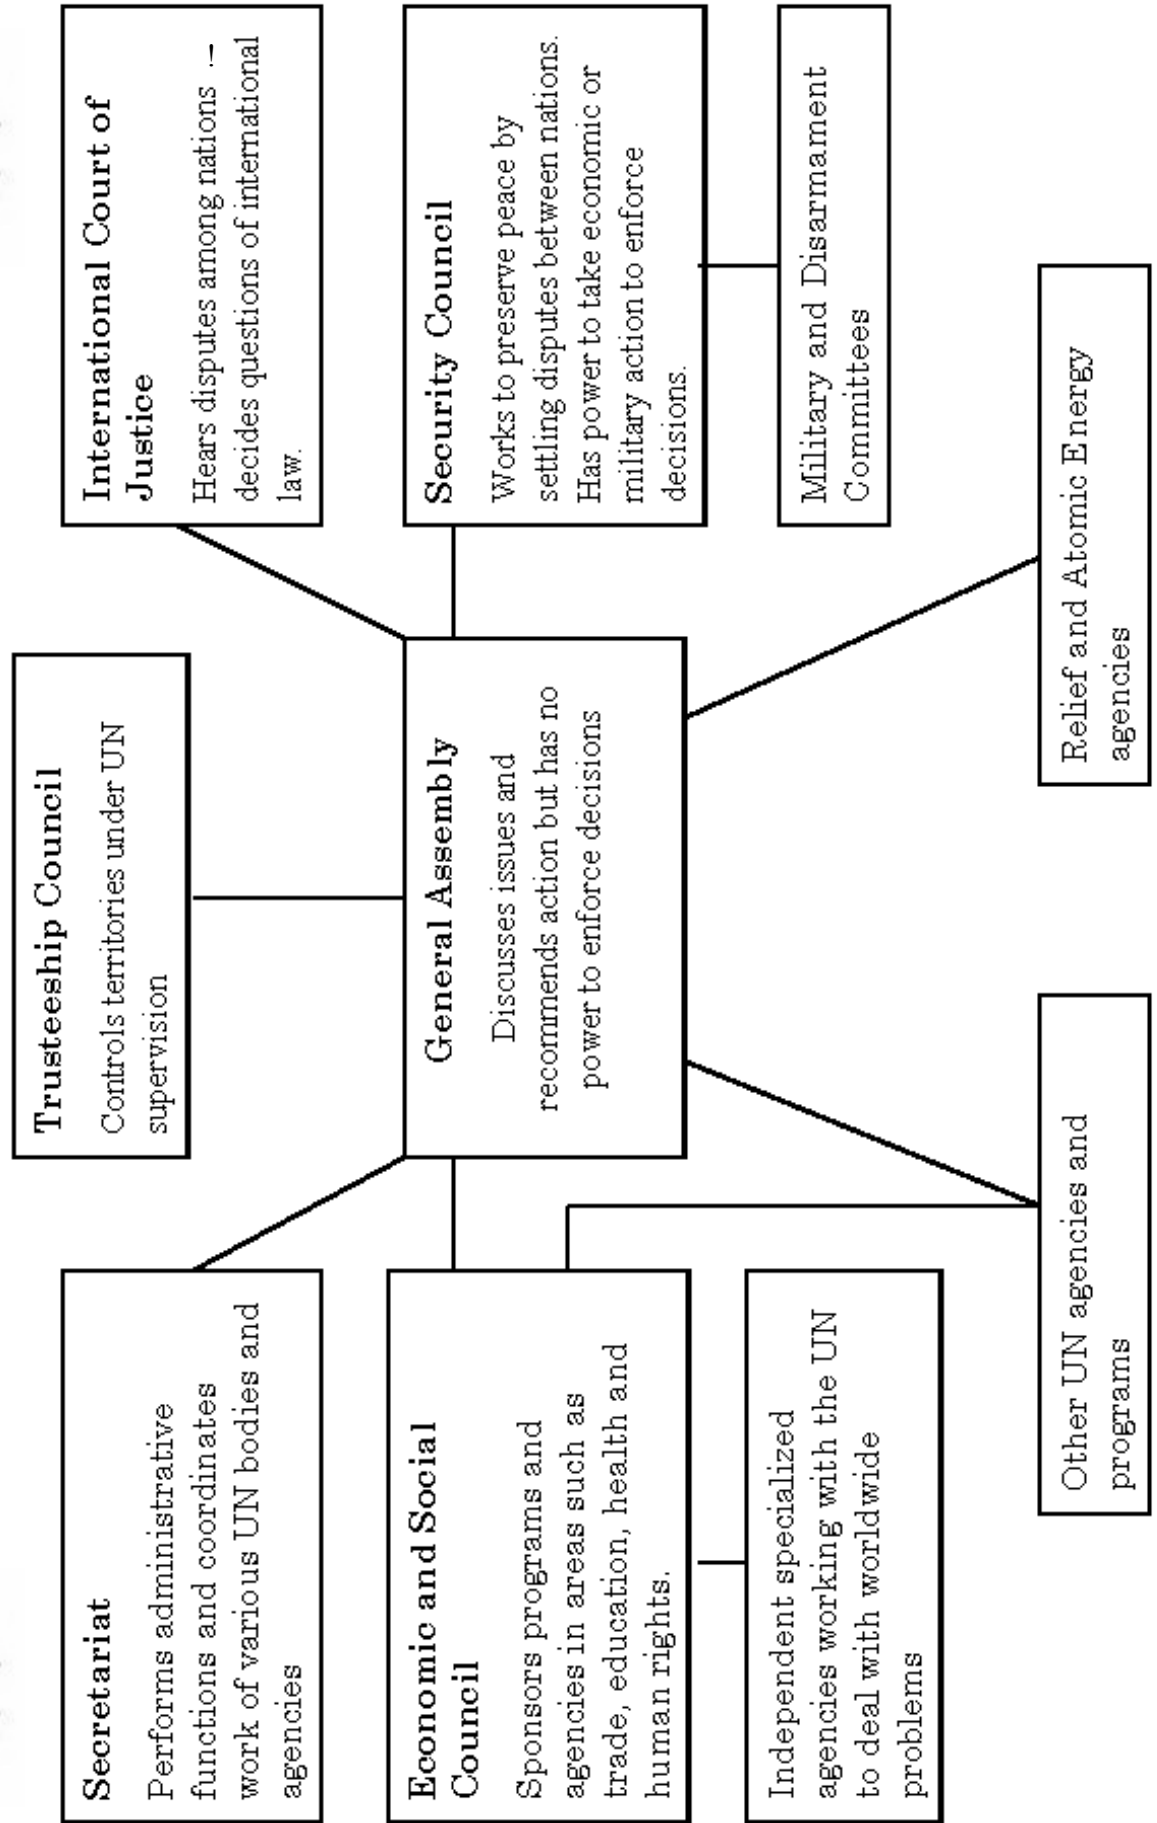 Secretariat
Performs administrative
functions and coordinates
work of various UN bodies and
agencies
Trusteeship Council
Controls territories under UN
supervision
International Court of
Justice
Hears disputes among nations
decides questions of international
law.
Economic and Social
Council
Sponsors programs and
agencies in areas such as
trade, education, health and
human rights.
General Assembly
Discusses issues and
recommends action but has no
power to enforce decisions
Security Council
Works to preserve peace by
settling disputes between nations.
Has power to take economic or
military action to enforce
decisions.
Independent specialized
agencies working with the UN
to deal with worldwide
problems
Military and Disarmament
Committees
Other UN agencies and
programs
Relief and Atomic Energy
agencies